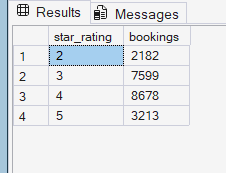 Results Messages
star_rating bookings
1 2 2182
2 3 7599
3 4 8678
4 5 3213